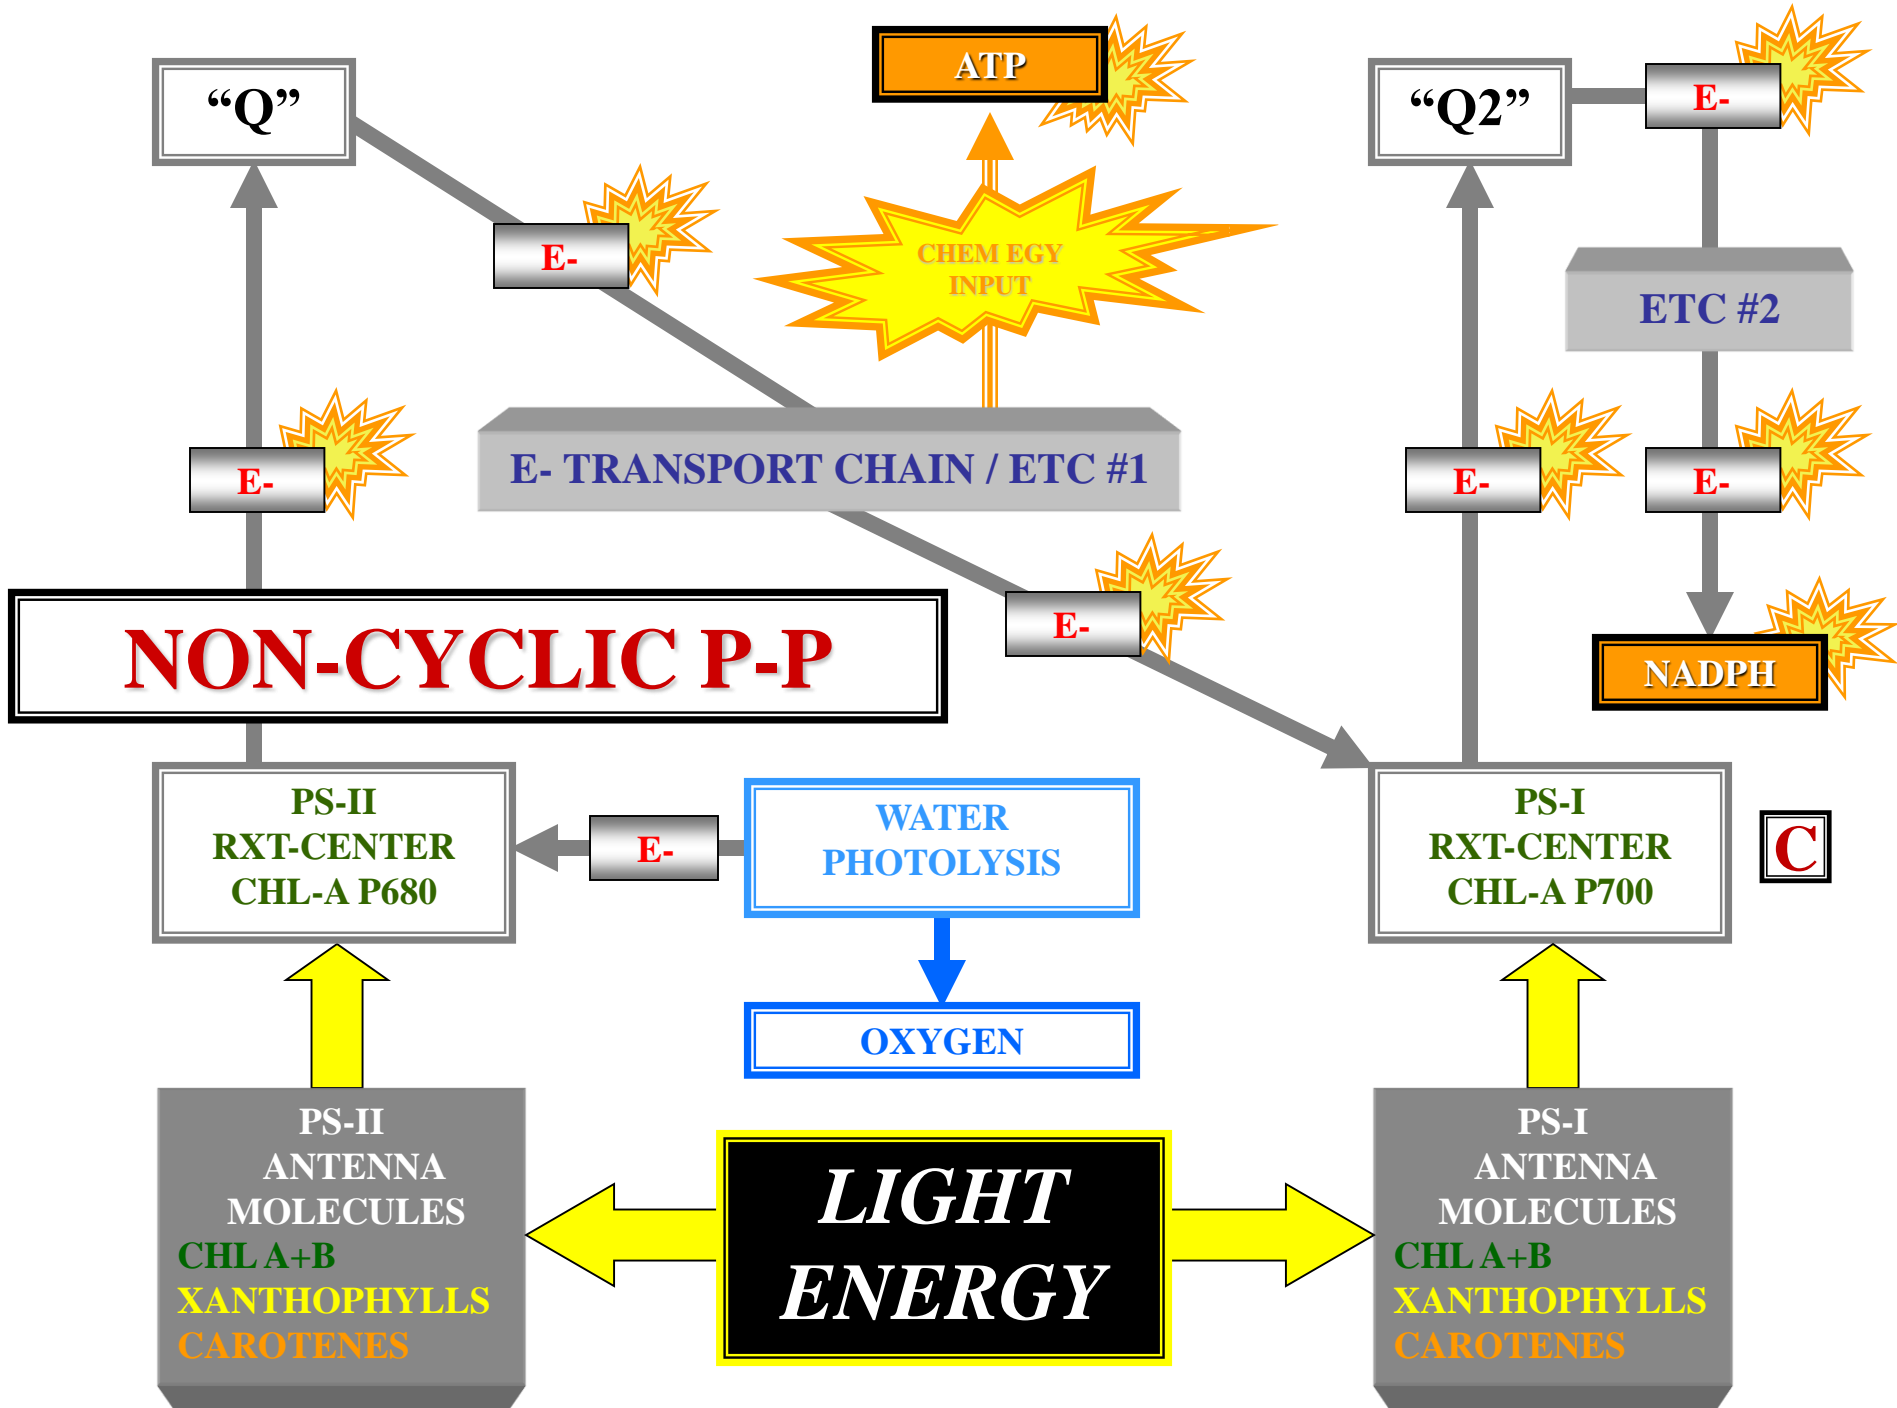 ATP
“Q”
E-
“Q2”
E-
E-
CHEM EGY
INPUT
ETC #2
E- TRANSPORT CHAIN / ETC #1
E-
E-
E-
E-
NON-CYCLIC P-P
NADPH
PS-II
RXT-CENTER
CHL-A P680
E-
WATER
PHOTOLYSIS
PS-I
RXT-CENTER
CHL-A P700
C
OXYGEN
PS-II
ANTENNA
MOLECULES
CHL A+B
XANTHOPHYLLS
CAROTENES
LIGHT
ENERGY
PS-I
ANTENNA
MOLECULES
CHL A+B
XANTHOPHYLLS
CAROTENES